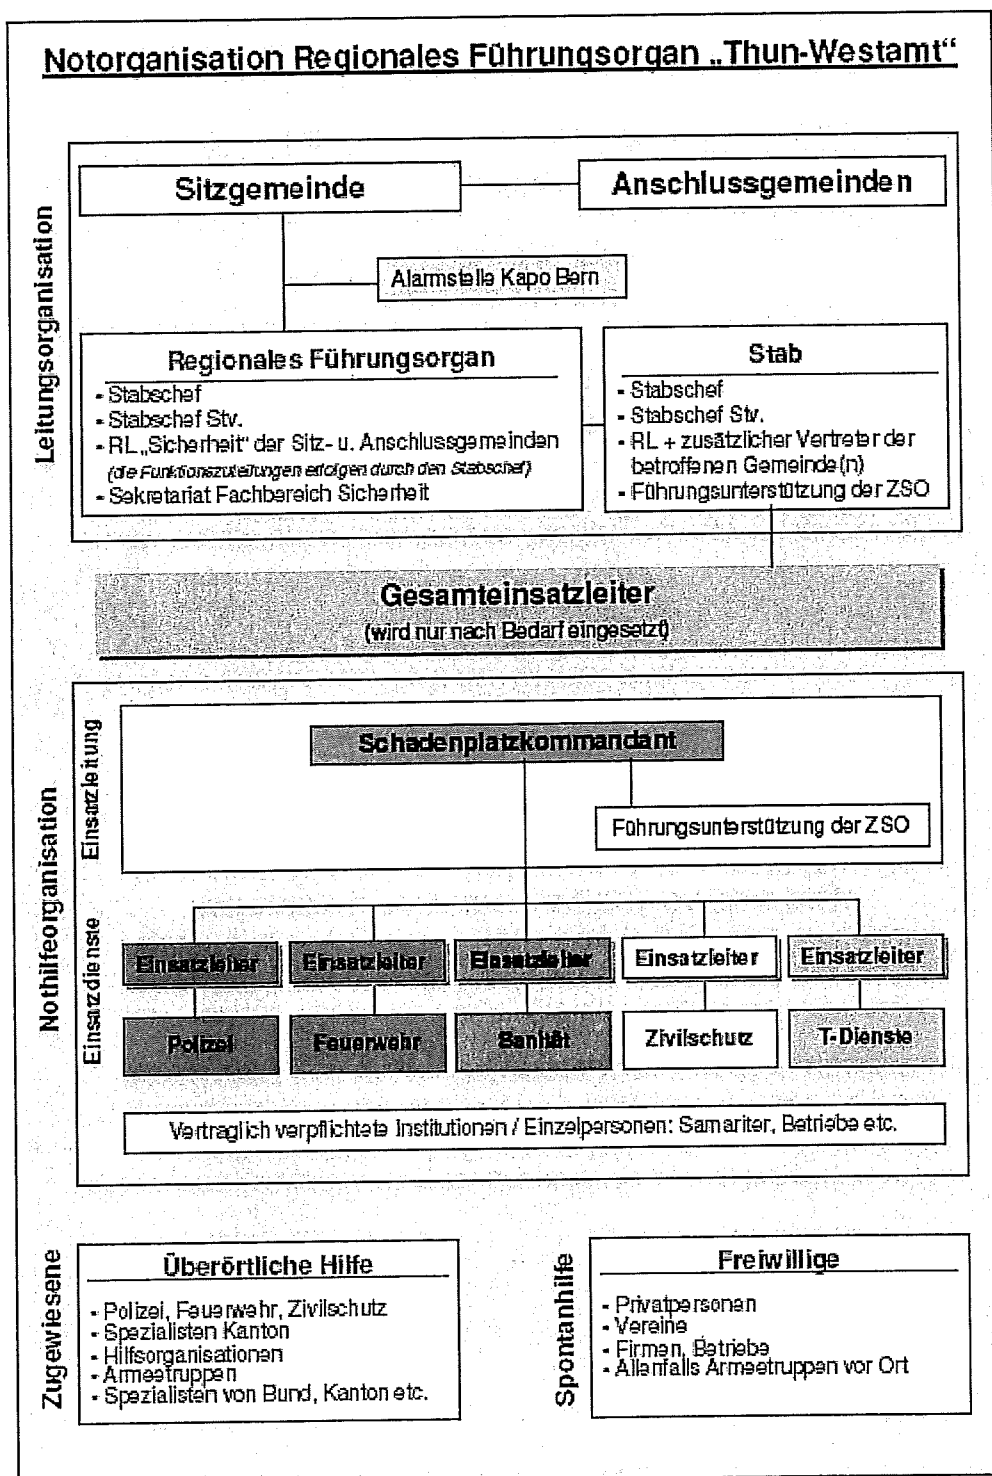 Notorganisation Regionales Führungsorgan „Thun-Westamt“
Leitungsorganisation
Sitzgemeinde
Anschlussgemeinden
Alarmstelle Kapo Bern
Regionales Führungsorgan
- Stabschef
- Stabschef Stv.
- RL „Sicherheit“ der Sitz- u. Anschlussgemeinden
(die Funktionszuteilungen erfolgen durch den Stabschef)
- Sekretariat Fachbereich Sicherheit
Stab
- Stabschef
- Stabschef Stv.
- RL + zusätzlicher Vertreter der
betroffenen Gemeinde(n)
- Führungsunterstützung der ZSO
Gesamteinsatzleiter
(wird nur nach Bedarf eingesetzt)
Nothilfeorganisation
Einsatzleitung
Schadenplatzkommandant
Führungsunterstützung der ZSO
Einsatzdienste
Einsatzleiter
Einsatzleiter
Einsatzleiter
Einsatzleiter
Einsatzleiter
Polizei
Feuerwehr
Sanität
Zivilschutz
T-Dienste
Vertraglich verpflichtete Institutionen / Einzelpersonen: Samariter, Betriebe etc.
Zugewiesene
Überörtliche Hilfe
- Polizei, Feuerwehr, Zivilschutz
- Spezialisten Kanton
- Hilfsorganisationen
- Armeetruppen
- Spezialisten von Bund, Kanton etc.
Spontanhilfe
Freiwillige
- Privatpersonen
- Vereine
- Firmen, Betriebe
- Allenfalls Armeetruppen vor Ort